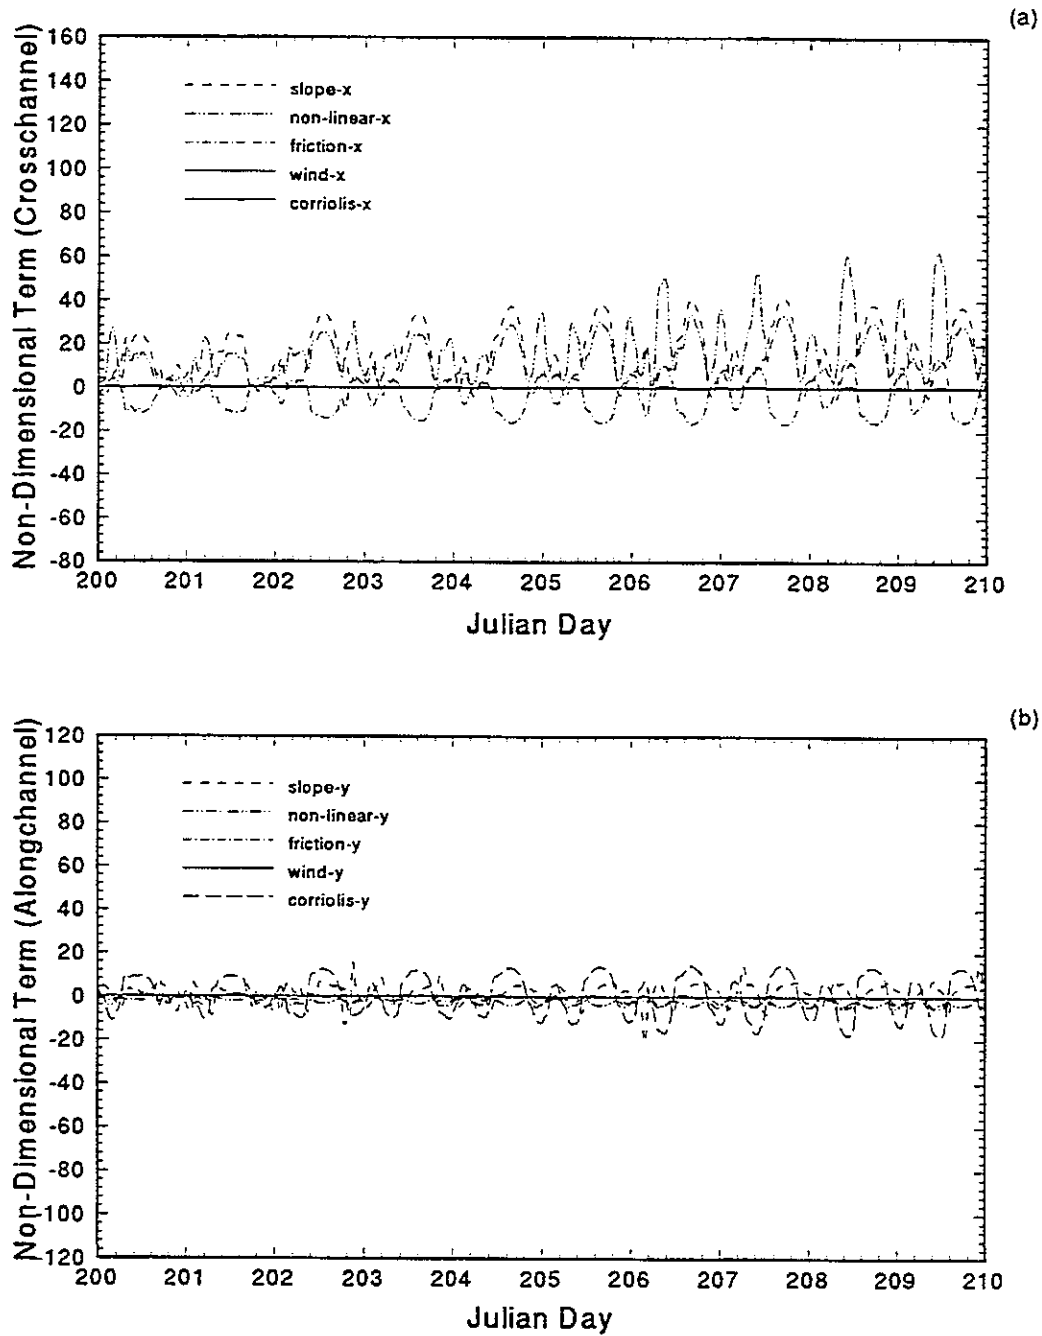 (a)
Non-Dimensional Term (Crosschannel)
160
140
120
100
80
60
40
20
0
-20
-40
-60
-80
slope-x
non-linear-x
friction-x
wind-x
corriolis-x
200 201 202 203 204 205 206 207 208 209 210
Julian Day
(b)
Non-Dimensional Term (Alongchannel)
120
100
80
60
40
20
0
-20
-40
-60
-80
-100
-120
slope-y
non-linear-y
friction-y
wind-y
corriolis-y
200 201 202 203 204 205 206 207 208 209 210
Julian Day